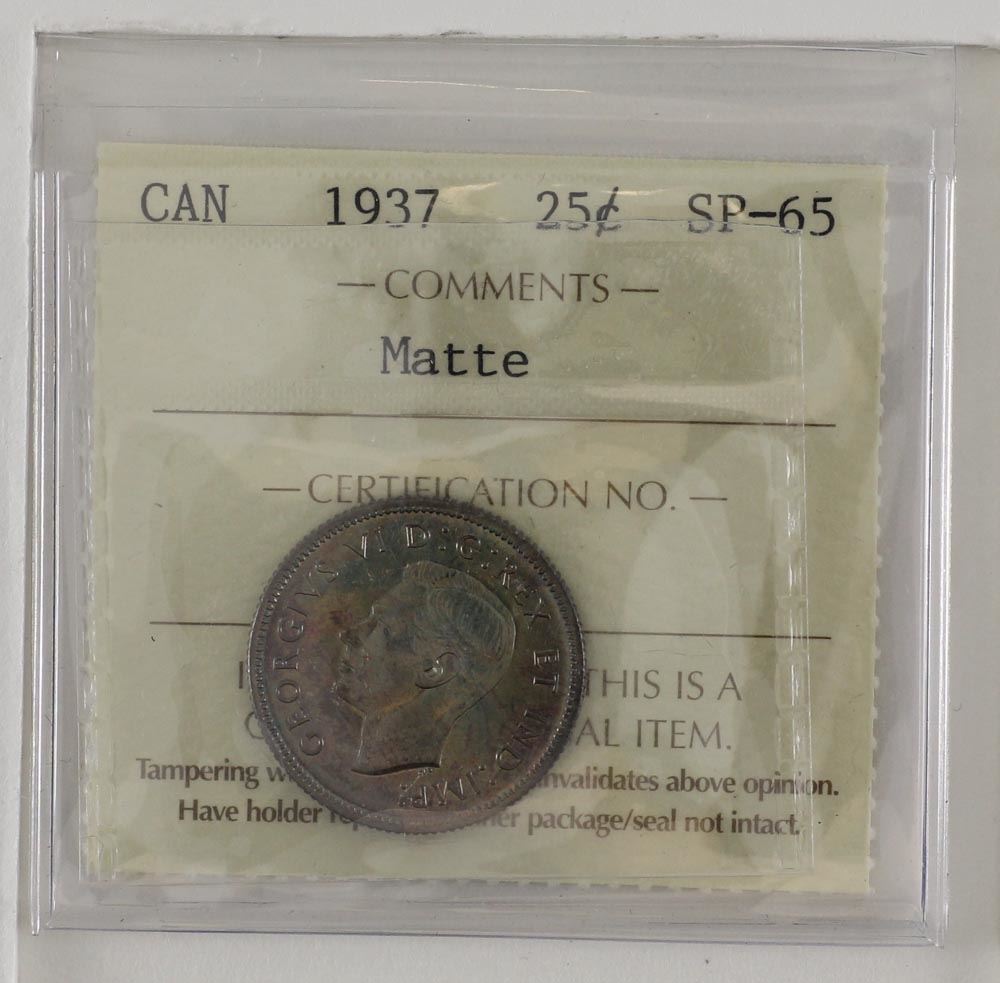 CAN 1937 25¢ SP-65
— COMMENTS —
Matte
— CERTIFICATION NO. —
GEORGIVS VI D:G:REX ET IND:IMP:
THIS IS A
AL ITEM.
Tampering w nvalidates above opinion.
Have holder er package/seal not intact.